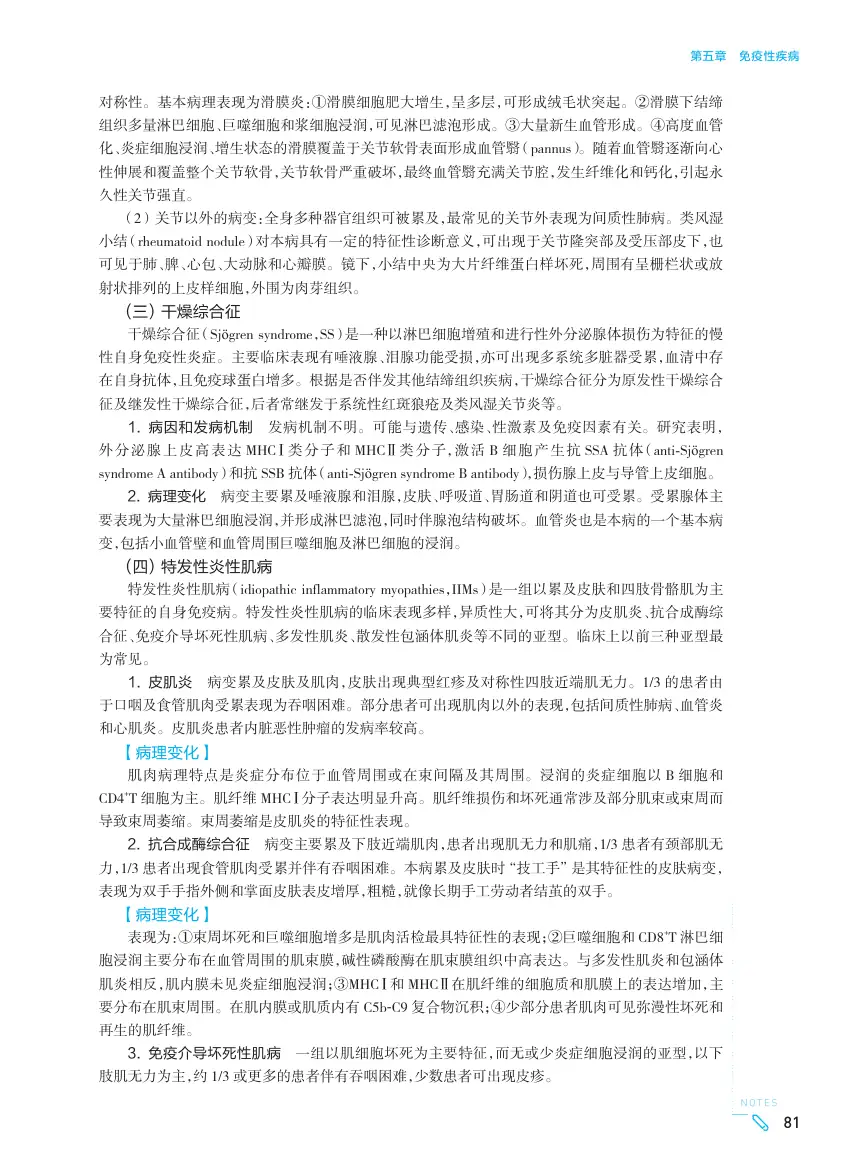 第五章　免疫性疾病
对称性。基本病理表现为滑膜炎:①滑膜细胞肥大增生,呈多层,可形成绒毛状突起。②滑膜下结缔
组织多量淋巴细胞、巨噬细胞和浆细胞浸润,可见淋巴滤泡形成。③大量新生血管形成。④高度血管
化、炎症细胞浸润、增生状态的滑膜覆盖于关节软骨表面形成血管翳(pannus)。随着血管翳逐渐向心
性伸展和覆盖整个关节软骨,关节软骨严重破坏,最终血管翳充满关节腔,发生纤维化和钙化,引起永
久性关节强直。
（2）关节以外的病变:全身多种器官组织可被累及,最常见的关节外表现为间质性肺病。类风湿
小结(rheumatoid nodule)对本病具有一定的特征性诊断意义,可出现于关节隆突部及受压部皮下,也
可见于肺、脾、心包、大动脉和心瓣膜。镜下,小结中央为大片纤维蛋白样坏死,周围有呈栅栏状或放
射状排列的上皮样细胞,外围为肉芽组织。
（三）干燥综合征
干燥综合征(Sjögren syndrome,SS)是一种以淋巴细胞增殖和进行性外分泌腺体损伤为特征的慢
性自身免疫性炎症。主要临床表现有唾液腺、泪腺功能受损,亦可出现多系统多脏器受累,血清中存
在自身抗体,且免疫球蛋白增多。根据是否伴发其他结缔组织疾病,干燥综合征分为原发性干燥综合
征及继发性干燥综合征,后者常继发于系统性红斑狼疮及类风湿关节炎等。
1. 病因和发病机制　发病机制不明。可能与遗传、感染、性激素及免疫因素有关。研究表明,
外分泌腺上皮高表达 MHCⅠ类分子和 MHCⅡ类分子,激活 B 细胞产生抗 SSA 抗体(anti-Sjögren
syndrome A antibody)和抗 SSB 抗体(anti-Sjögren syndrome B antibody),损伤腺上皮与导管上皮细胞。
2. 病理变化　病变主要累及唾液腺和泪腺,皮肤、呼吸道、胃肠道和阴道也可受累。受累腺体主
要表现为大量淋巴细胞浸润,并形成淋巴滤泡,同时伴腺泡结构破坏。血管炎也是本病的一个基本病
变,包括小血管壁和血管周围巨噬细胞及淋巴细胞的浸润。
（四）特发性炎性肌病
特发性炎性肌病(idiopathic inflammatory myopathies,IIMs)是一组以累及皮肤和四肢骨骼肌为主
要特征的自身免疫病。特发性炎性肌病的临床表现多样,异质性大,可将其分为皮肌炎、抗合成酶综
合征、免疫介导坏死性肌病、多发性肌炎、散发性包涵体肌炎等不同的亚型。临床上以前三种亚型最
为常见。
1. 皮肌炎　病变累及皮肤及肌肉,皮肤出现典型红疹及对称性四肢近端肌无力。1/3 的患者由
于口咽及食管肌肉受累表现为吞咽困难。部分患者可出现肌肉以外的表现,包括间质性肺病、血管炎
和心肌炎。皮肌炎患者内脏恶性肿瘤的发病率较高。
【病理变化】
肌肉病理特点是炎症分布位于血管周围或在束间隔及其周围。浸润的炎症细胞以 B 细胞和
CD4⁺T 细胞为主。肌纤维 MHCⅠ分子表达明显升高。肌纤维损伤和坏死通常涉及部分肌束或束周而
导致束周萎缩。束周萎缩是皮肌炎的特征性表现。
2. 抗合成酶综合征　病变主要累及下肢近端肌肉,患者出现肌无力和肌痛,1/3 患者有颈部肌无
力,1/3 患者出现食管肌肉受累并伴有吞咽困难。本病累及皮肤时“技工手”是其特征性的皮肤病变,
表现为双手手指外侧和掌面皮肤表皮增厚,粗糙,就像长期手工劳动者结茧的双手。
【病理变化】
表现为:①束周坏死和巨噬细胞增多是肌肉活检最具特征性的表现;②巨噬细胞和 CD8⁺T 淋巴细
胞浸润主要分布在血管周围的肌束膜,碱性磷酸酶在肌束膜组织中高表达。与多发性肌炎和包涵体
肌炎相反,肌内膜未见炎症细胞浸润;③MHCⅠ和 MHCⅡ在肌纤维的细胞质和肌膜上的表达增加,主
要分布在肌束周围。在肌内膜或肌质内有 C5b-C9 复合物沉积;④少部分患者肌肉可见弥漫性坏死和
再生的肌纤维。
3. 免疫介导坏死性肌病　一组以肌细胞坏死为主要特征,而无或少炎症细胞浸润的亚型,以下
肢肌无力为主,约 1/3 或更多的患者伴有吞咽困难,少数患者可出现皮疹。
NOTES
81